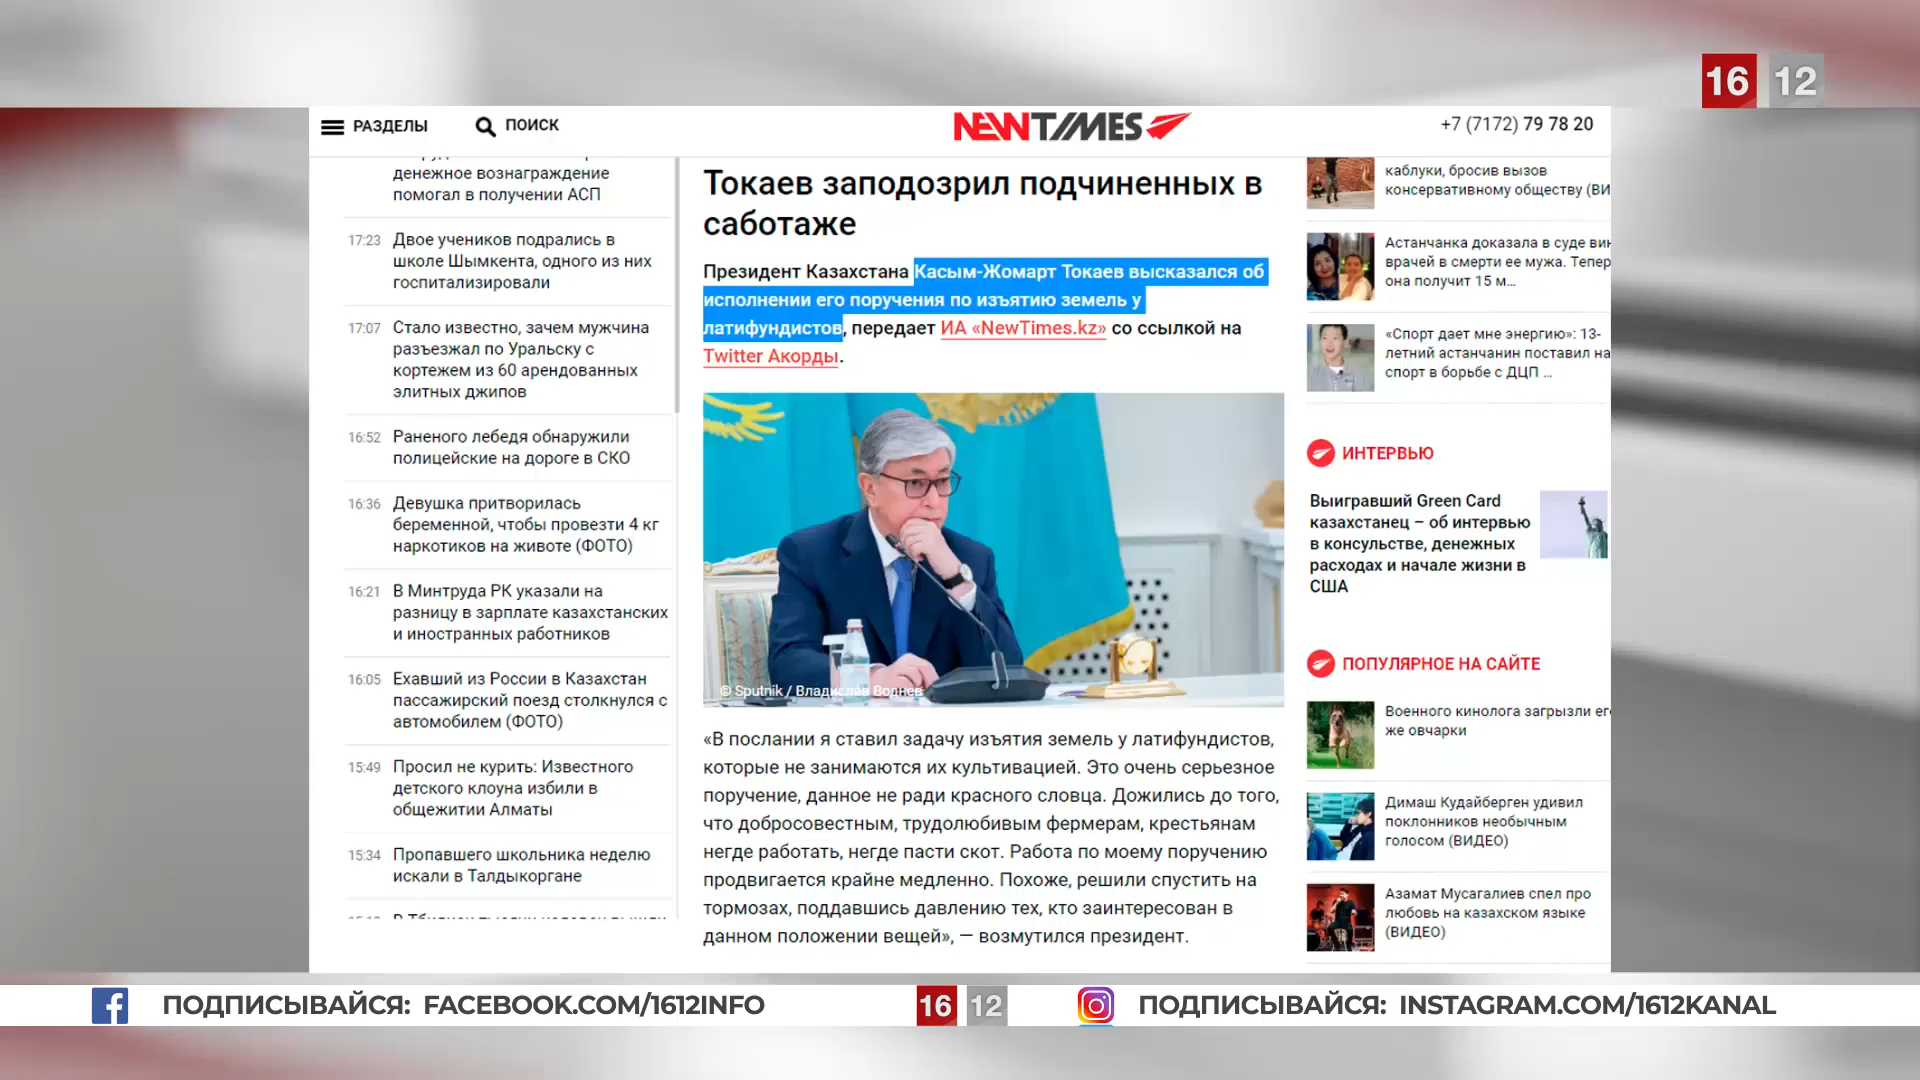 16 12
РАЗДЕЛЫ
ПОИСК
NEWTIMES
+7 (7172) 79 78 20
денежное вознаграждение
помогал в получении АСП
17:23 Двое учеников подрались в
школе Шымкента, одного из них
госпитализировали
17:07 Стало известно, зачем мужчина
разъезжал по Уральску с
кортежем из 60 арендованных
элитных джипов
16:52 Раненого лебедя обнаружили
полицейские на дороге в СКО
16:36 Девушка притворилась
беременной, чтобы провезти 4 кг
наркотиков на животе (ФОТО)
16:21 В Минтруда РК указали на
разницу в зарплате казахстанских
и иностранных работников
16:05 Ехавший из России в Казахстан
пассажирский поезд столкнулся с
автомобилем (ФОТО)
15:49 Просил не курить: Известного
детского клоуна избили в
общежитии Алматы
15:34 Пропавшего школьника неделю
искали в Талдыкоргане
Токаев заподозрил подчиненных в
саботаже
Президент Казахстана Касым-Жомарт Токаев высказался об
исполнении его поручения по изъятию земель у
латифундистов, передает ИА «NewTimes.kz» со ссылкой на
Twitter Акорды.
© Sputnik / Владислав Воднев
«В послании я ставил задачу изъятия земель у латифундистов,
которые не занимаются их культивацией. Это очень серьезное
поручение, данное не ради красного словца. Дожились до того,
что добросовестным, трудолюбивым фермерам, крестьянам
негде работать, негде пасти скот. Работа по моему поручению
продвигается крайне медленно. Похоже, решили спустить на
тормозах, поддавшись давлению тех, кто заинтересован в
данном положении вещей», — возмутился президент.
каблуки, бросив вызов
консервативному обществу (ВИ
Астанчанка доказала в суде вин
врачей в смерти ее мужа. Тепер
она получит 15 м...
«Спорт дает мне энергию»: 13-
летний астанчанин поставил на
спорт в борьбе с ДЦП ...
ИНТЕРВЬЮ
Выигравший Green Card
казахстанец – об интервью
в консульстве, денежных
расходах и начале жизни в
США
ПОПУЛЯРНОЕ НА САЙТЕ
Военного кинолога загрызли его
же овчарки
Димаш Кудайберген удивил
поклонников необычным
голосом (ВИДЕО)
Азамат Мусагалиев спел про
любовь на казахском языке
(ВИДЕО)
ПОДПИСЫВАЙСЯ: FACEBOOK.COM/1612INFO
16 12
ПОДПИСЫВАЙСЯ: INSTAGRAM.COM/1612KANAL